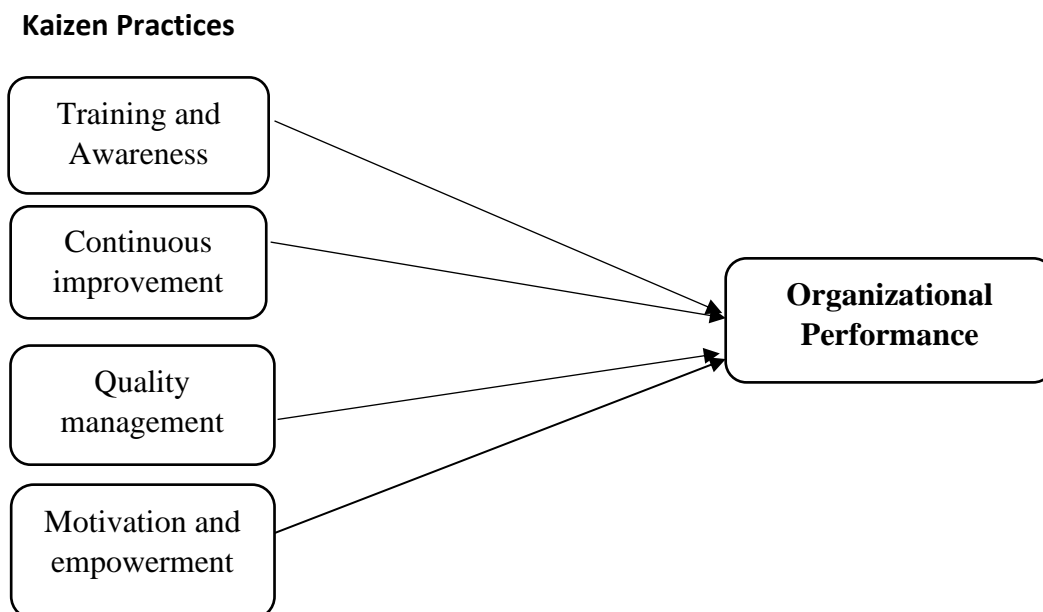 Kaizen Practices
Training and
Awareness
Continuous
improvement
Quality
management
Motivation and
empowerment
Organizational
Performance